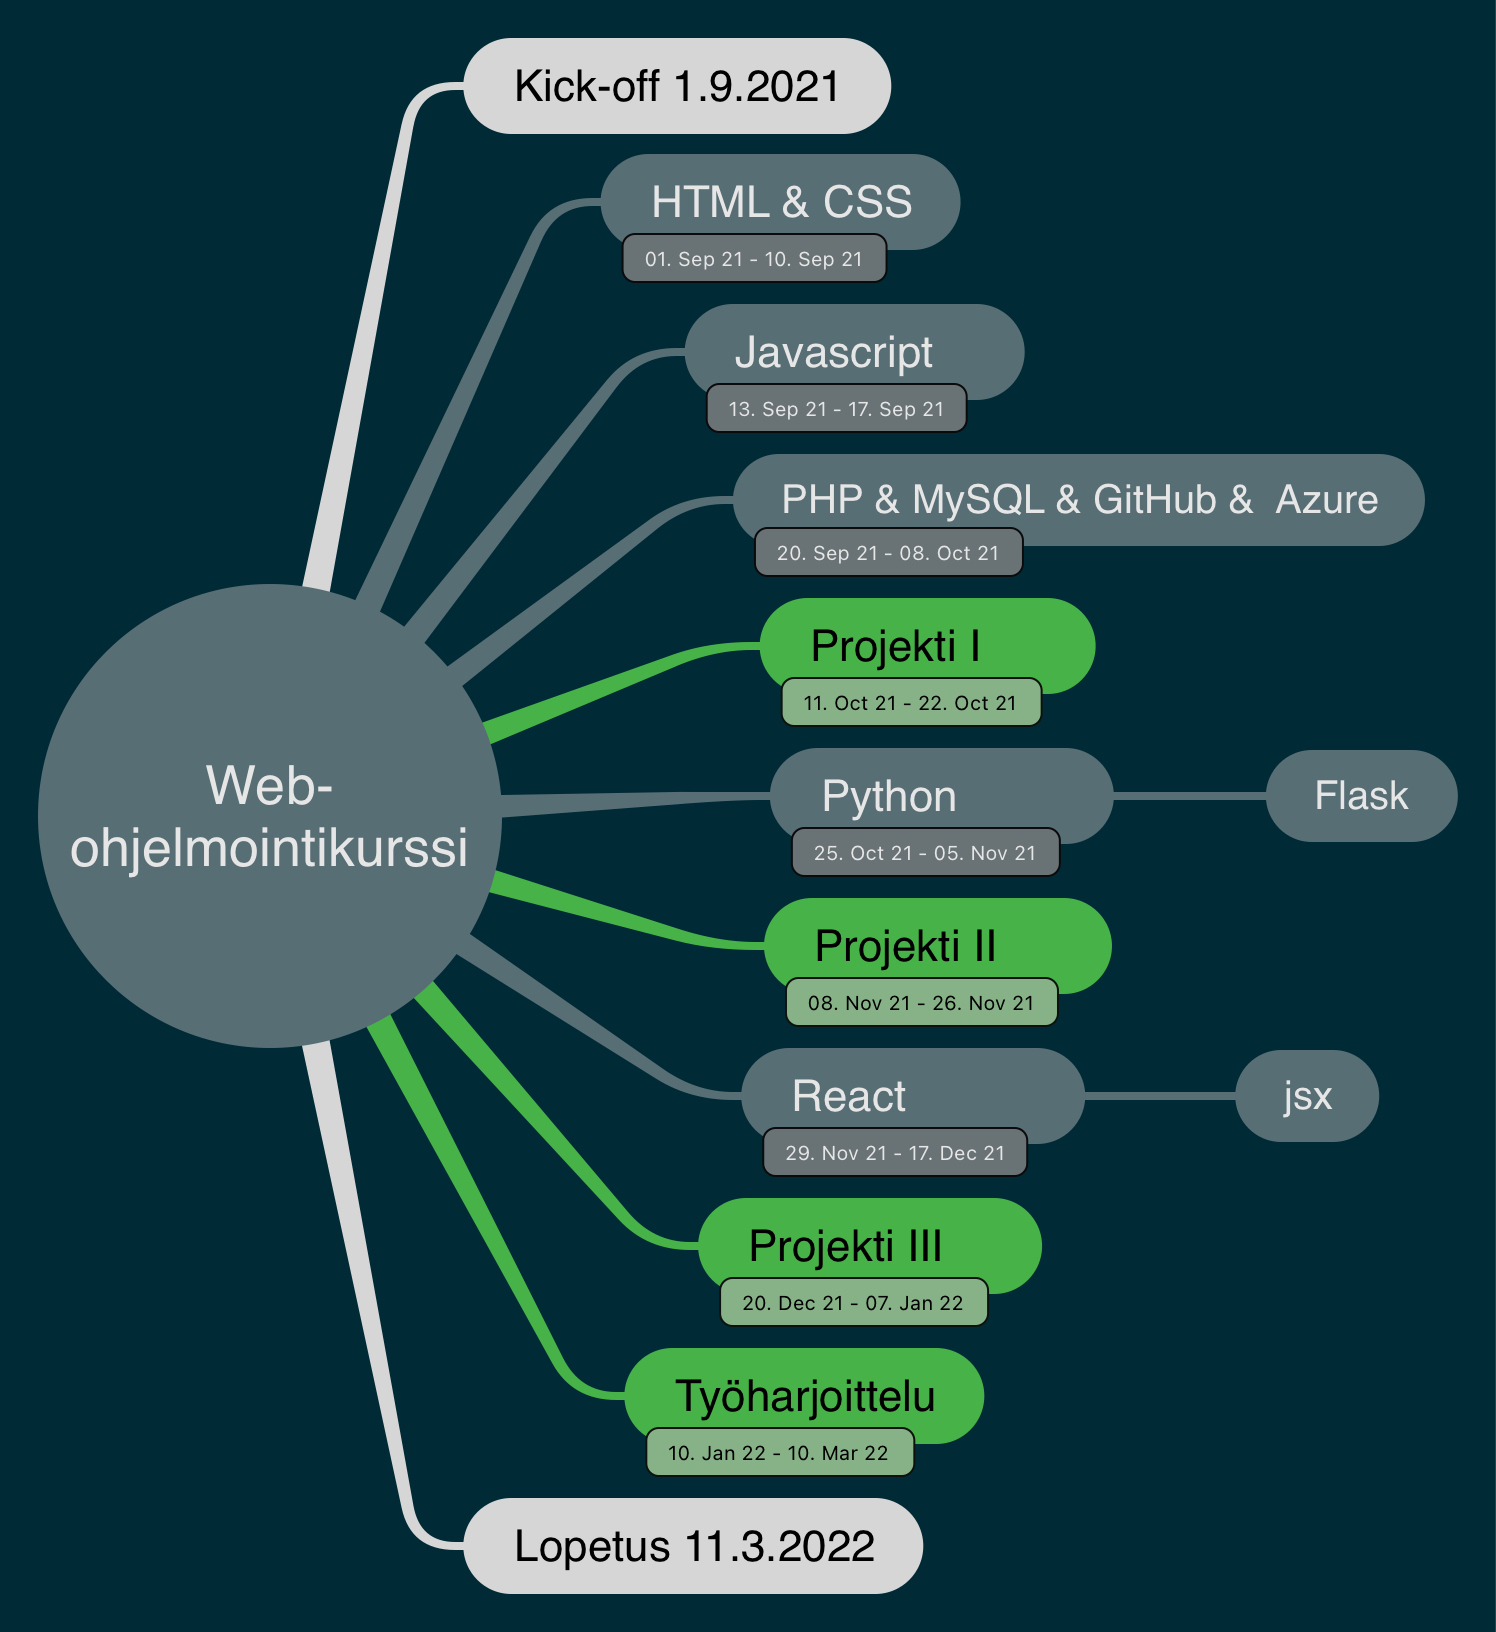 Kick-off 1.9.2021
HTML & CSS
01. Sep 21 - 10. Sep 21
Javascript
13. Sep 21 - 17. Sep 21
PHP & MySQL & GitHub &  Azure
20. Sep 21 - 08. Oct 21
Projekti I
11. Oct 21 - 22. Oct 21
Web-
ohjelmointikurssi
Python
Flask
25. Oct 21 - 05. Nov 21
Projekti II
08. Nov 21 - 26. Nov 21
React
jsx
29. Nov 21 - 17. Dec 21
Projekti III
20. Dec 21 - 07. Jan 22
Työharjoittelu
10. Jan 22 - 10. Mar 22
Lopetus 11.3.2022